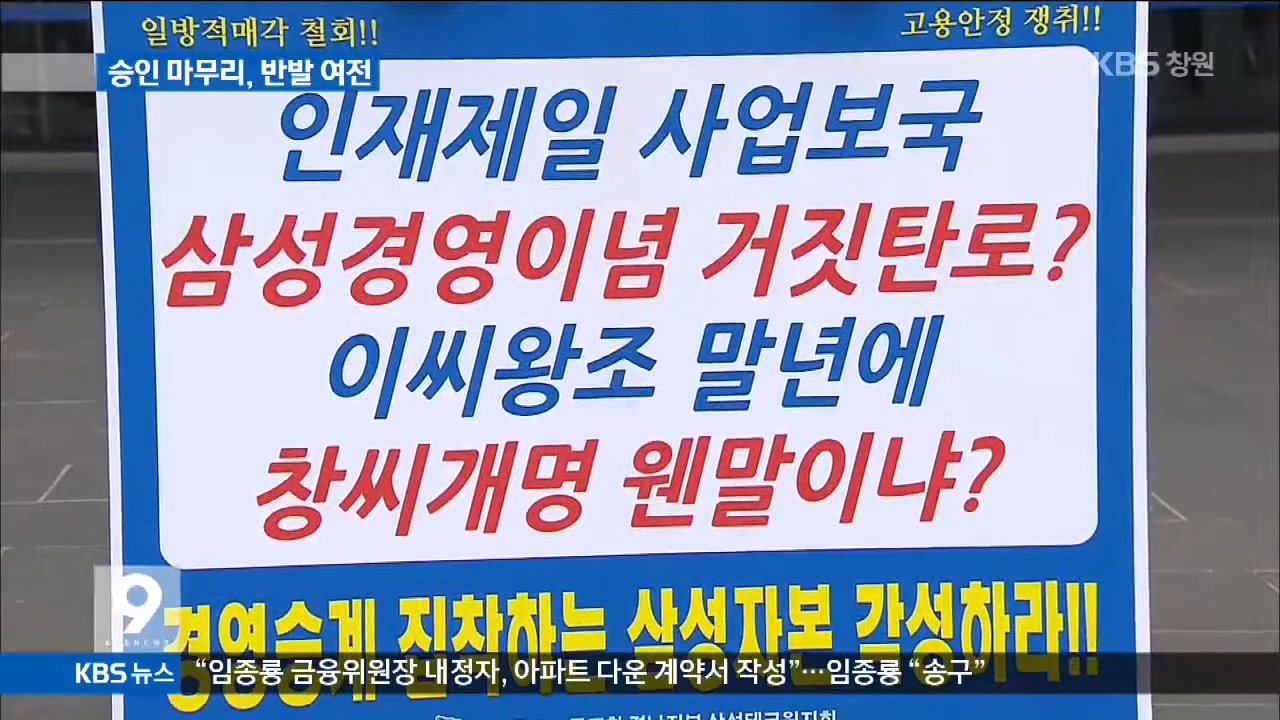 일방적매각 철회!!
고용안정 쟁취!!
KBS 창원
승인 마무리, 반발 여전
인재제일 사업보국
삼성경영이념 거짓탄로?
이씨왕조 말년에
창씨개명 웬말이냐?
경영승계 집착하는 삼성자본 각성하라!!
9
KBS NEWS
KBS 뉴스 “임종룡 금융위원장 내정자, 아파트 다운 계약서 작성”…임종룡 “송구”